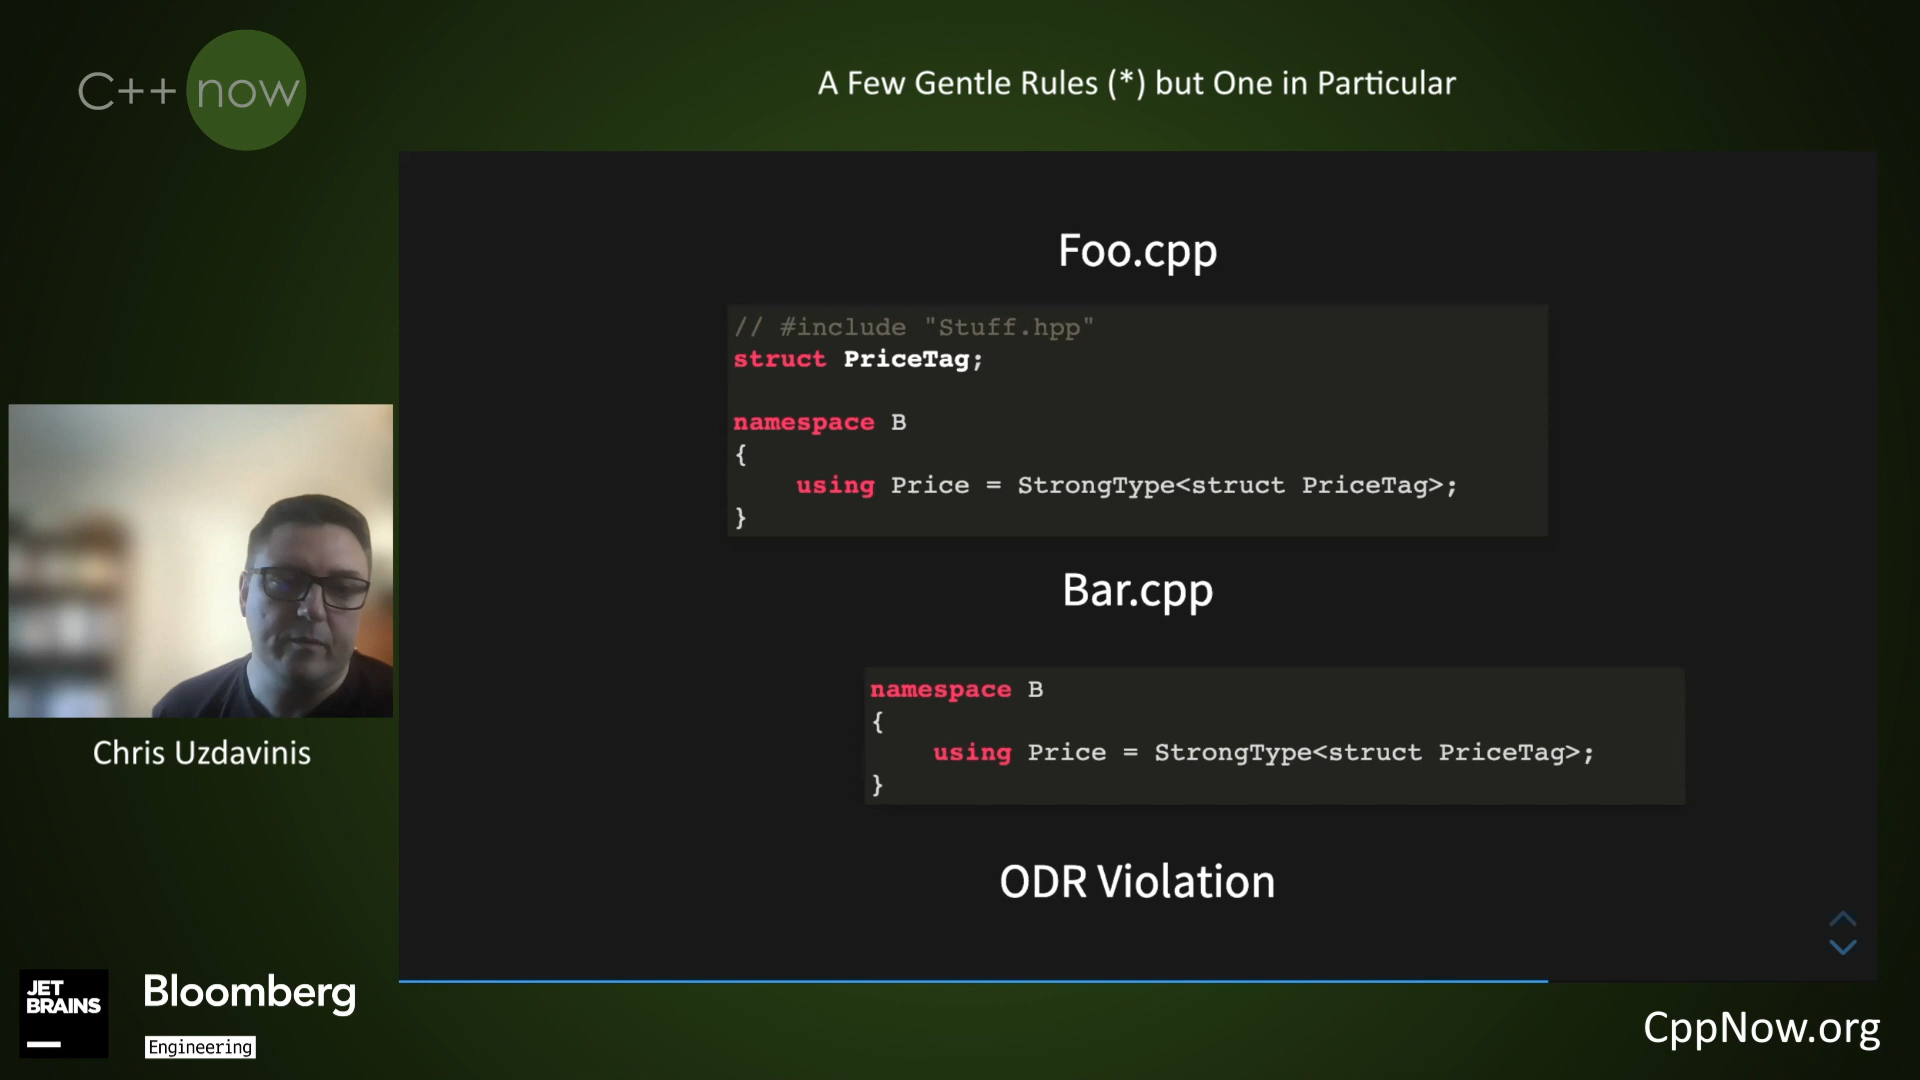 C++ now
A Few Gentle Rules (*) but One in Particular
Foo.cpp
// #include "Stuff.hpp"
struct PriceTag;
namespace B
{
    using Price = StrongType<struct PriceTag>;
}
Bar.cpp
namespace B
{
    using Price = StrongType<struct PriceTag>;
}
ODR Violation
Chris Uzdavinis
JET
BRAINS
Bloomberg
Engineering
CppNow.org